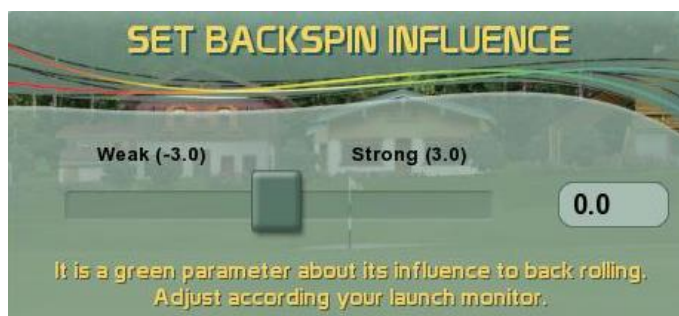 SET BACKSPIN INFLUENCE
Weak (-3.0) Strong (3.0)
0.0
It is a green parameter about its influence to back rolling.
Adjust according your launch monitor.